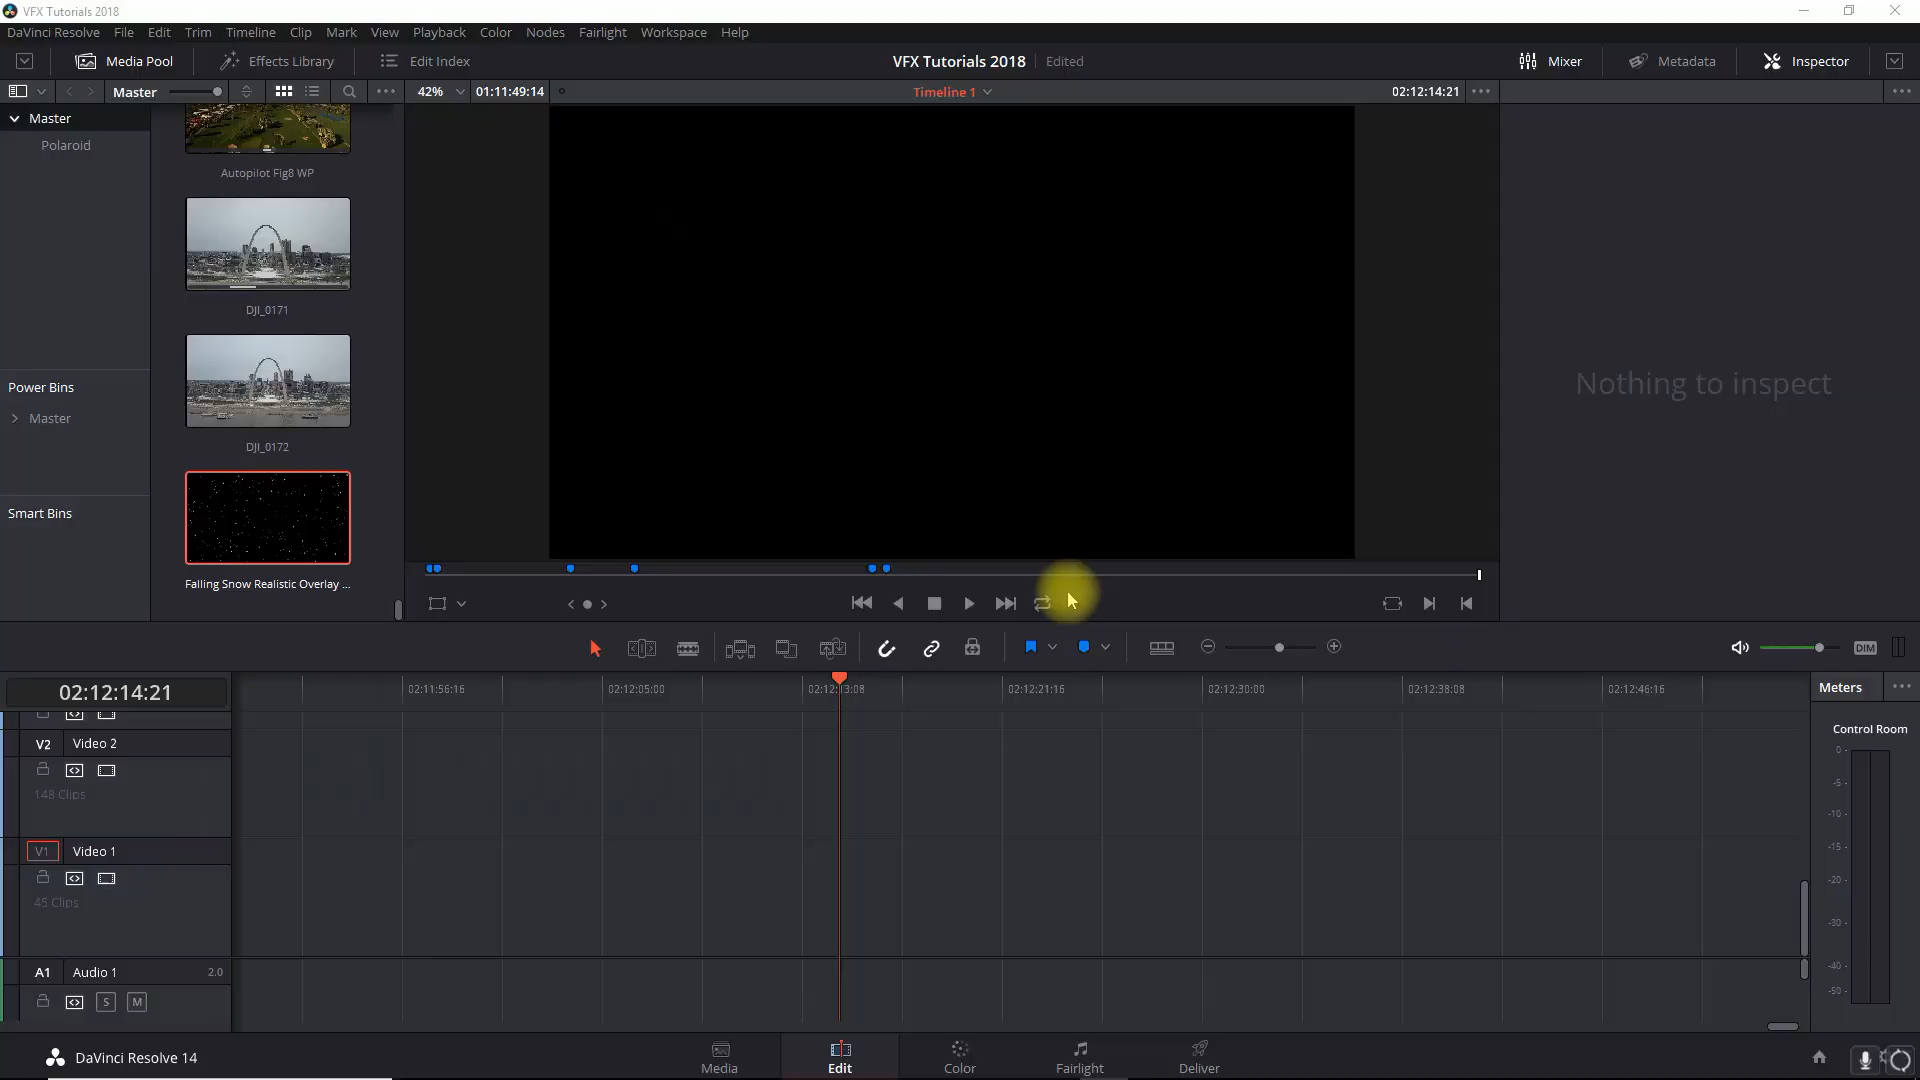 VFX Tutorials 2018
DaVinci Resolve File Edit Trim Timeline Clip Mark View Playback Color Nodes Fairlight Workspace Help
Media Pool Effects Library Edit Index VFX Tutorials 2018 Edited Mixer Metadata Inspector
Master 42% 01:11:49:14 Timeline 1 02:12:14:21
Master
Polaroid
Autopilot Fig8 WP
DJI_0171
Nothing to inspect
Power Bins
Master
DJI_0172
Smart Bins
Falling Snow Realistic Overlay ...
DIM
02:12:14:21 02:11:56:16 02:12:05:00 02:12:13:08 02:12:21:16 02:12:30:00 02:12:38:08 02:12:46:16 Meters
Control Room
V2 Video 2
148 Clips
V1 Video 1
45 Clips
A1 Audio 1 2.0
S M
0
-5
-10
-15
-20
-30
-40
-50
DaVinci Resolve 14
Media Edit Color Fairlight Deliver